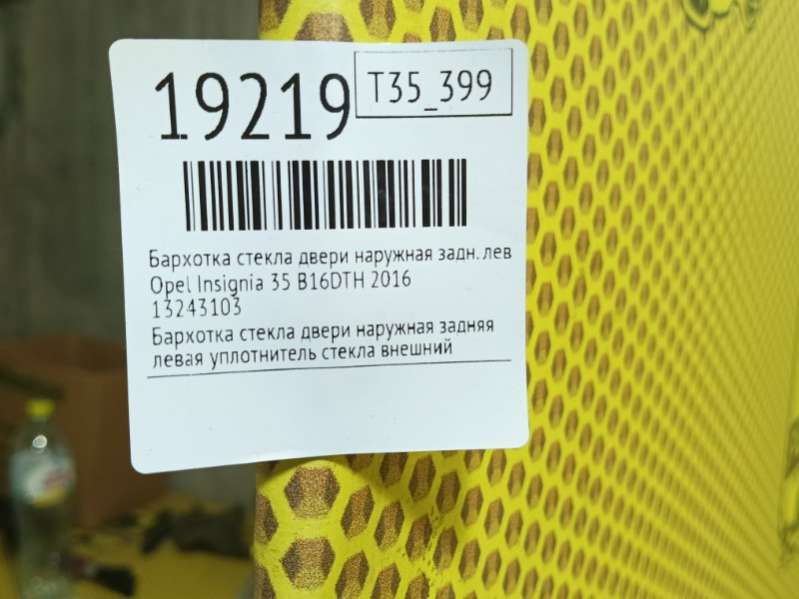 19219
T35_399
Бархотка стекла двери наружная задн. лев
Opel Insignia 35 B16DTH 2016
13243103
Бархотка стекла двери наружная задняя
левая уплотнитель стекла внешний